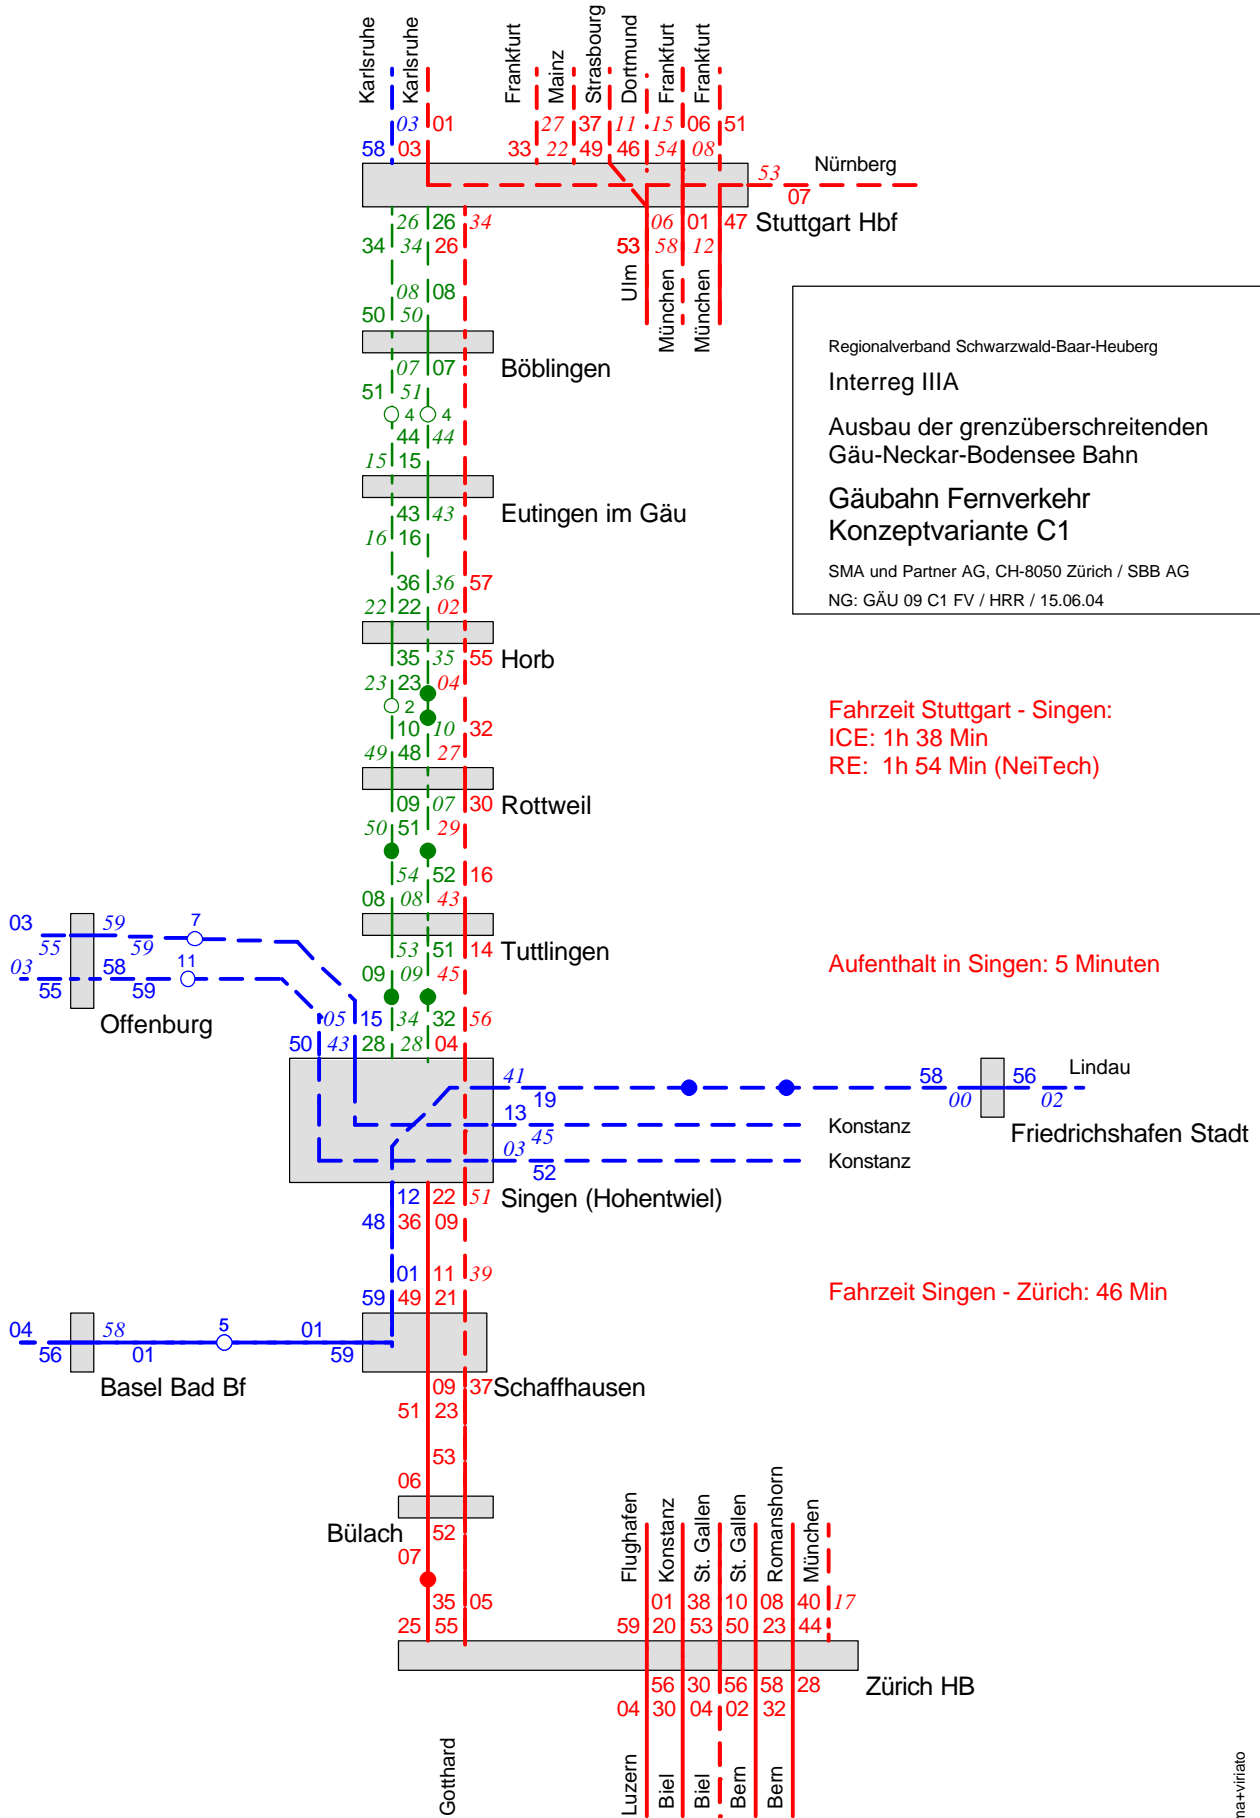 Karlsruhe Karlsruhe Frankfurt Mainz Strasbourg Dortmund Frankfurt Frankfurt
03 01 27 37 11 15 06 51
58 03 33 22 49 46 54 08
53 Nürnberg
07
26 26 34 06 01 47 Stuttgart Hbf
34 34 26 53 58 12
Ulm München München
08 08
50 50
Böblingen
07 07
51 51
4 4
44 44
15 15
Eutingen im Gäu
43 43
16 16
36 36 57
22 22 02
Horb
35 35 55
23 23 04
2
10 10 32
49 48 27
Rottweil
09 07 30
50 51 29
54 52 16
08 08 43
Tuttlingen
53 51 14
09 09 45
03 59 7
55 59
03 58 11
55 59
Offenburg
05 15 34 32 56
50 43 28 28 04
41
19
58 56 Lindau
00 02
Friedrichshafen Stadt
13 Konstanz
45
03 Konstanz
52
12 22 51 Singen (Hohentwiel)
48 36 09
01 11 39
59 49 21
04 58 5 01
56 01 59
Basel Bad Bf
Schaffhausen
09 37
51 23
53
06
Bülach
52
07
35 05
25 55
Flughafen Konstanz St. Gallen St. Gallen Romanshorn München
01 38 10 08 40 17
59 20 53 50 23 44
Zürich HB
56 30 56 58 28
04 30 04 02 32
Gotthard Luzern Biel Biel Bern Bern
Regionalverband Schwarzwald-Baar-Heuberg
Interreg IIIA
Ausbau der grenzüberschreitenden
Gäu-Neckar-Bodensee Bahn
Gäubahn Fernverkehr
Konzeptvariante C1
SMA und Partner AG, CH-8050 Zürich / SBB AG
NG: GÄU 09 C1 FV / HRR / 15.06.04
Fahrzeit Stuttgart - Singen:
ICE: 1h 38 Min
RE: 1h 54 Min (NeiTech)
Aufenthalt in Singen: 5 Minuten
Fahrzeit Singen - Zürich: 46 Min